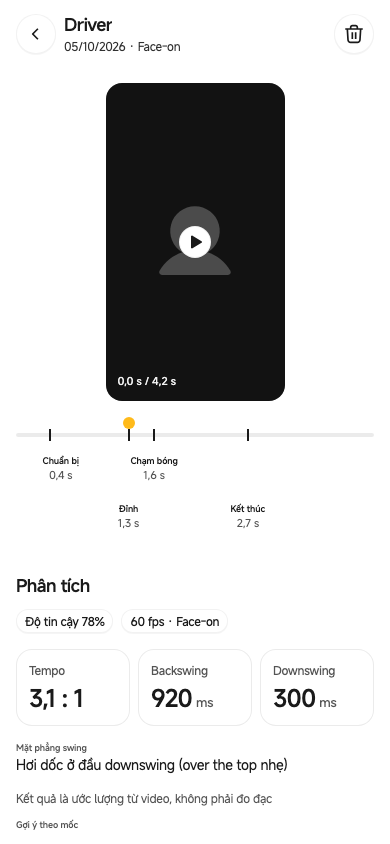 Driver
05/10/2026 · Face-on
0,0 s / 4,2 s
Chuẩn bị
0,4 s
Chạm bóng
1,6 s
Đỉnh
1,3 s
Kết thúc
2,7 s
Phân tích
Độ tin cậy 78%
60 fps · Face-on
Tempo
3,1 : 1
Backswing
920 ms
Downswing
300 ms
Mặt phẳng swing
Hơi dốc ở đầu downswing (over the top nhẹ)
Kết quả là ước lượng từ video, không phải đo đạc
Gợi ý theo mốc